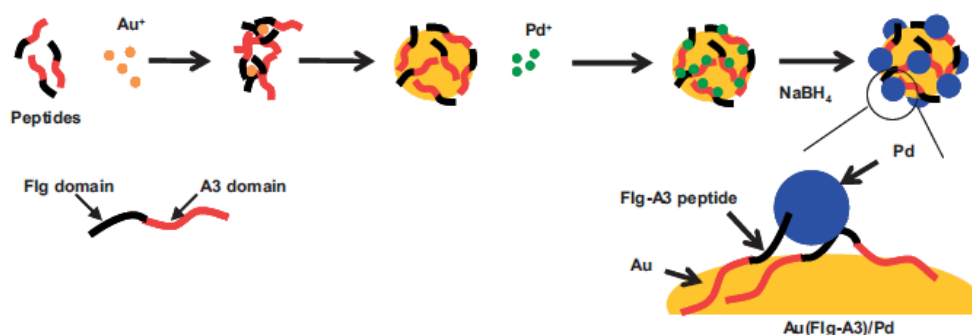 Au+
Pd+
NaBH4
Peptides
Flg domain
A3 domain
Pd
Flg-A3 peptide
Au
Au(Flg-A3)/Pd